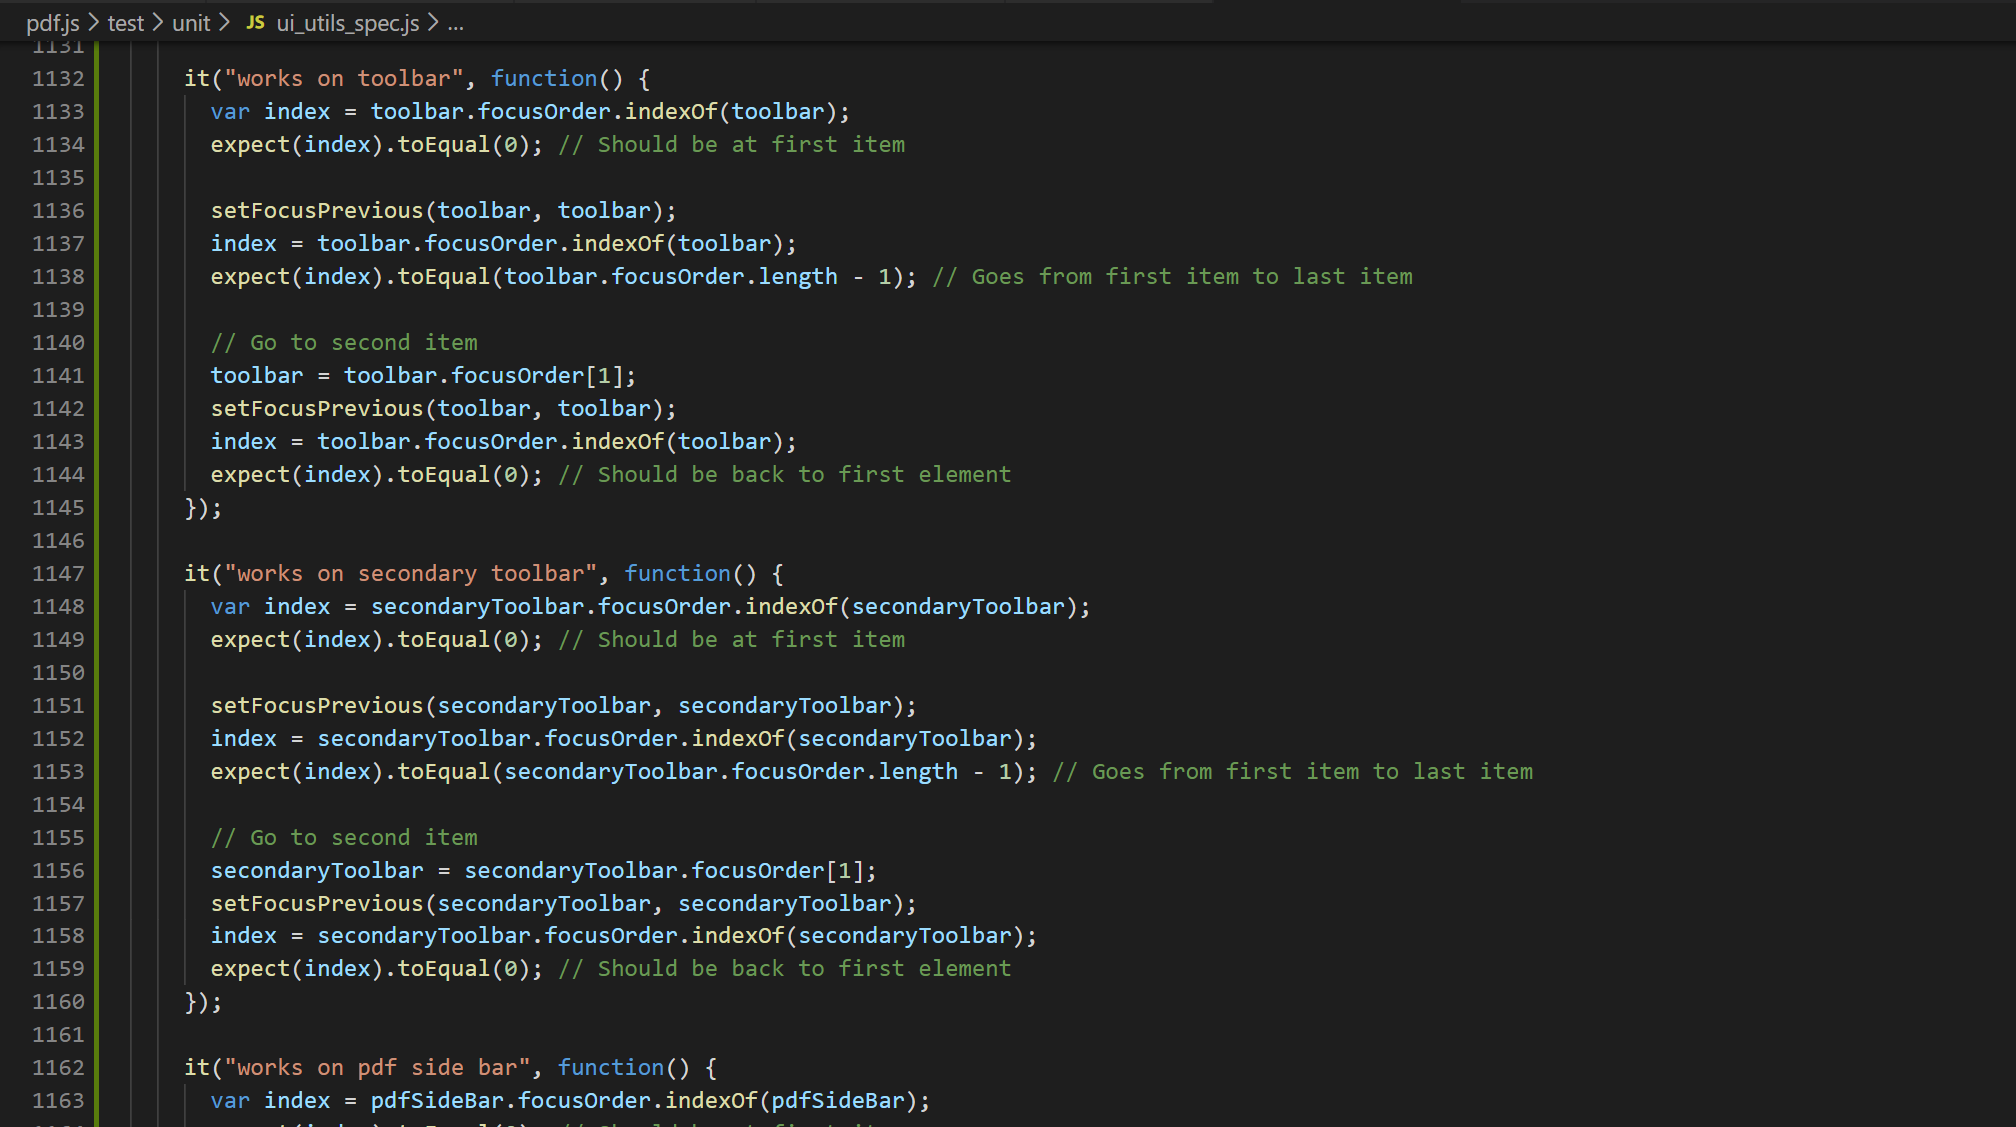 pdf.js > test > unit > JS ui_utils_spec.js > ...
1131
1132 it("works on toolbar", function() {
1133 var index = toolbar.focusOrder.indexOf(toolbar);
1134 expect(index).toEqual(0); // Should be at first item
1135
1136 setFocusPrevious(toolbar, toolbar);
1137 index = toolbar.focusOrder.indexOf(toolbar);
1138 expect(index).toEqual(toolbar.focusOrder.length - 1); // Goes from first item to last item
1139
1140 // Go to second item
1141 toolbar = toolbar.focusOrder[1];
1142 setFocusPrevious(toolbar, toolbar);
1143 index = toolbar.focusOrder.indexOf(toolbar);
1144 expect(index).toEqual(0); // Should be back to first element
1145 });
1146
1147 it("works on secondary toolbar", function() {
1148 var index = secondaryToolbar.focusOrder.indexOf(secondaryToolbar);
1149 expect(index).toEqual(0); // Should be at first item
1150
1151 setFocusPrevious(secondaryToolbar, secondaryToolbar);
1152 index = secondaryToolbar.focusOrder.indexOf(secondaryToolbar);
1153 expect(index).toEqual(secondaryToolbar.focusOrder.length - 1); // Goes from first item to last item
1154
1155 // Go to second item
1156 secondaryToolbar = secondaryToolbar.focusOrder[1];
1157 setFocusPrevious(secondaryToolbar, secondaryToolbar);
1158 index = secondaryToolbar.focusOrder.indexOf(secondaryToolbar);
1159 expect(index).toEqual(0); // Should be back to first element
1160 });
1161
1162 it("works on pdf side bar", function() {
1163 var index = pdfSideBar.focusOrder.indexOf(pdfSideBar);